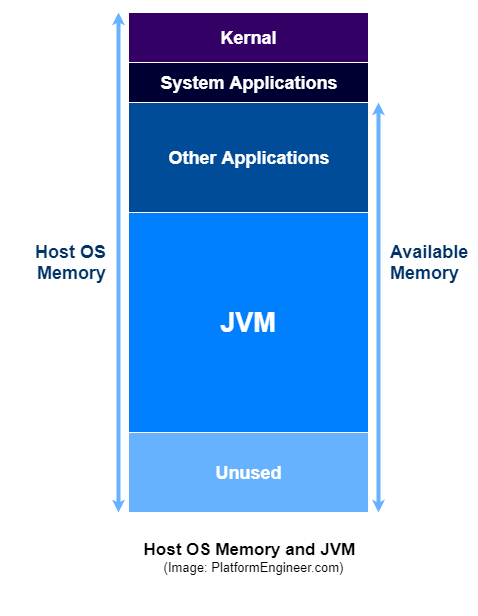 Kernal
System Applications
Other Applications
Host OS
Memory
Available
Memory
JVM
Unused
Host OS Memory and JVM
(Image: PlatformEngineer.com)